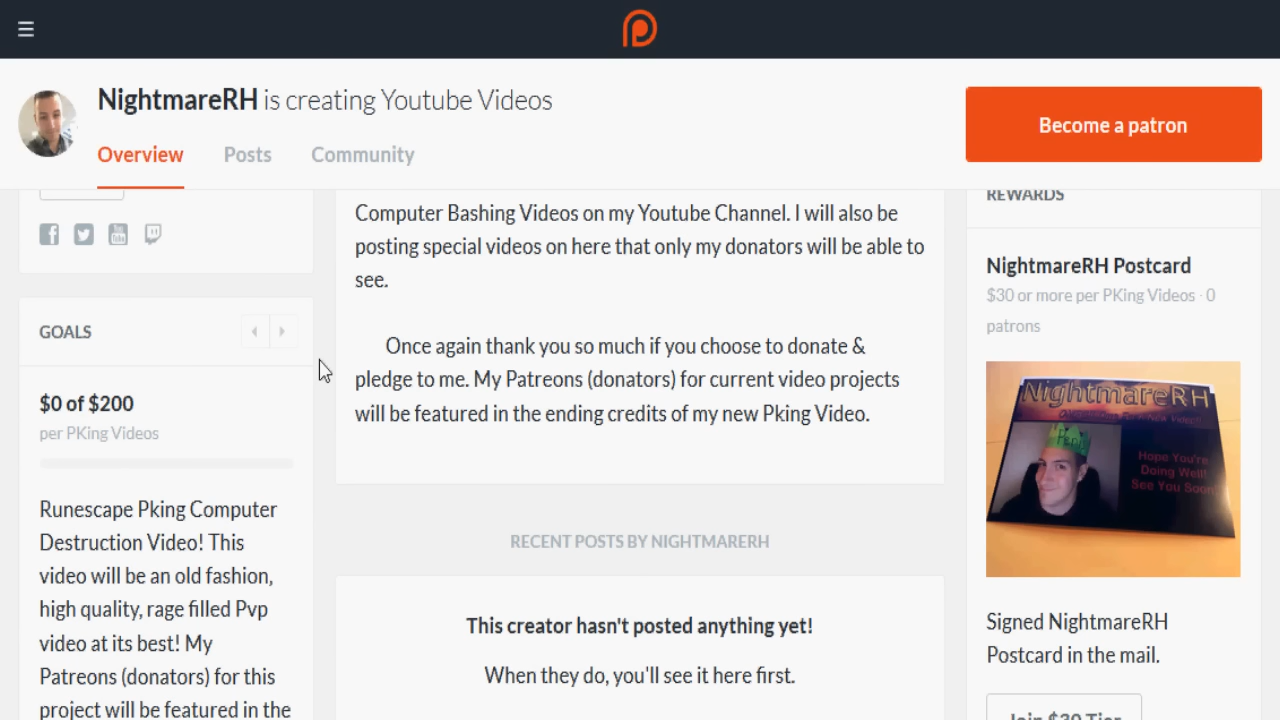 NightmareRH is creating Youtube Videos
Overview Posts Community
Become a patron
GOALS
$0 of $200
per PKing Videos
Runescape Pking Computer
Destruction Video! This
video will be an old fashion,
high quality, rage filled Pvp
video at its best! My
Patreons (donators) for this
project will be featured in the
Computer Bashing Videos on my Youtube Channel. I will also be
posting special videos on here that only my donators will be able to
see.
Once again thank you so much if you choose to donate &
pledge to me. My Patreons (donators) for current video projects
will be featured in the ending credits of my new Pking Video.
RECENT POSTS BY NIGHTMARERH
This creator hasn't posted anything yet!
When they do, you'll see it here first.
REWARDS
NightmareRH Postcard
$30 or more per PKing Videos · 0
patrons
NightmareRH
Hope You're
Doing Well!
See You Soon!
Signed NightmareRH
Postcard in the mail.
Join $30 Tier